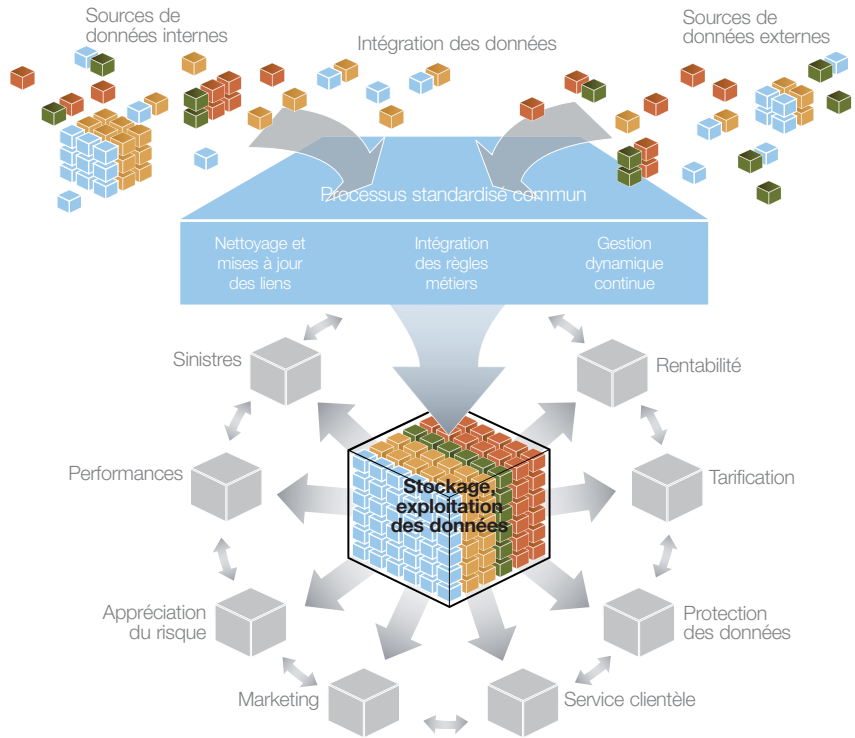 Sources de
données internes
Intégration des données
Sources de
données externes
Processus standardisé commun
Nettoyage et
mises à jour
des liens
Intégration
des règles
métiers
Gestion
dynamique
continue
Sinistres
Rentabilité
Performances
Stockage,
exploitation
des données
Tarification
Appréciation
du risque
Protection
des données
Marketing
Service clientèle